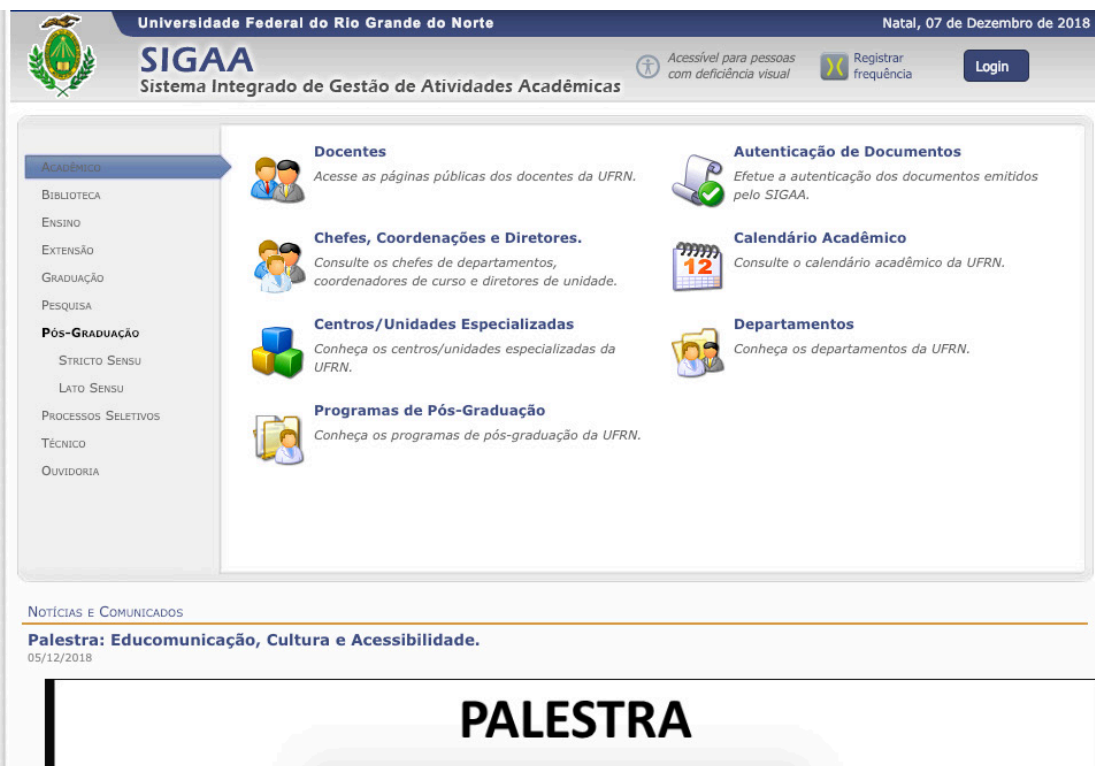 Universidade Federal do Rio Grande do Norte
Natal, 07 de Dezembro de 2018
SIGAA
Sistema Integrado de Gestão de Atividades Acadêmicas
Acessível para pessoas
com deficiência visual
Registrar
frequência
Login
Acadêmico
Biblioteca
Ensino
Extensão
Graduação
Pesquisa
Pós-Graduação
Stricto Sensu
Lato Sensu
Processos Seletivos
Técnico
Ouvidoria
Docentes
Acesse as páginas públicas dos docentes da UFRN.
Autenticação de Documentos
Efetue a autenticação dos documentos emitidos
pelo SIGAA.
Chefes, Coordenações e Diretores.
Consulte os chefes de departamentos,
coordenadores de curso e diretores de unidade.
12
Calendário Acadêmico
Consulte o calendário acadêmico da UFRN.
Centros/Unidades Especializadas
Conheça os centros/unidades especializadas da
UFRN.
Departamentos
Conheça os departamentos da UFRN.
Programas de Pós-Graduação
Conheça os programas de pós-graduação da UFRN.
Notícias e Comunicados
Palestra: Educomunicação, Cultura e Acessibilidade.
05/12/2018
PALESTRA